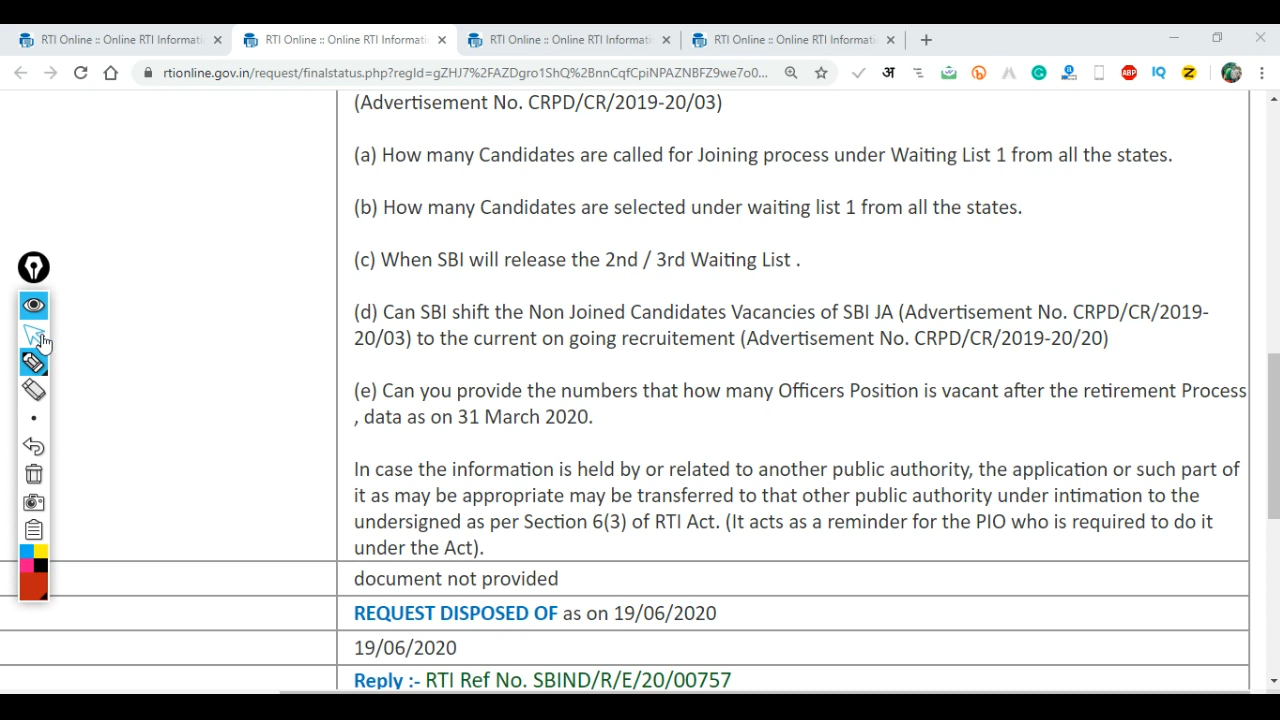 RTI Online :: Online RTI Informati
RTI Online :: Online RTI Informati
RTI Online :: Online RTI Informati
RTI Online :: Online RTI Informati
rtionline.gov.in/request/finalstatus.php?regId=gZHJ7%2FAZDgro1ShQ%2BnnCqfCpiNPAZNBFZ9we7o0...
अ
ABP
IQ
Z
(Advertisement No. CRPD/CR/2019-20/03)
(a) How many Candidates are called for Joining process under Waiting List 1 from all the states.
(b) How many Candidates are selected under waiting list 1 from all the states.
(c) When SBI will release the 2nd / 3rd Waiting List .
(d) Can SBI shift the Non Joined Candidates Vacancies of SBI JA (Advertisement No. CRPD/CR/2019-
20/03) to the current on going recruitement (Advertisement No. CRPD/CR/2019-20/20)
(e) Can you provide the numbers that how many Officers Position is vacant after the retirement Process
, data as on 31 March 2020.
In case the information is held by or related to another public authority, the application or such part of
it as may be appropriate may be transferred to that other public authority under intimation to the
undersigned as per Section 6(3) of RTI Act. (It acts as a reminder for the PIO who is required to do it
under the Act).
document not provided
REQUEST DISPOSED OF as on 19/06/2020
19/06/2020
Reply :- RTI Ref No. SBIND/R/E/20/00757